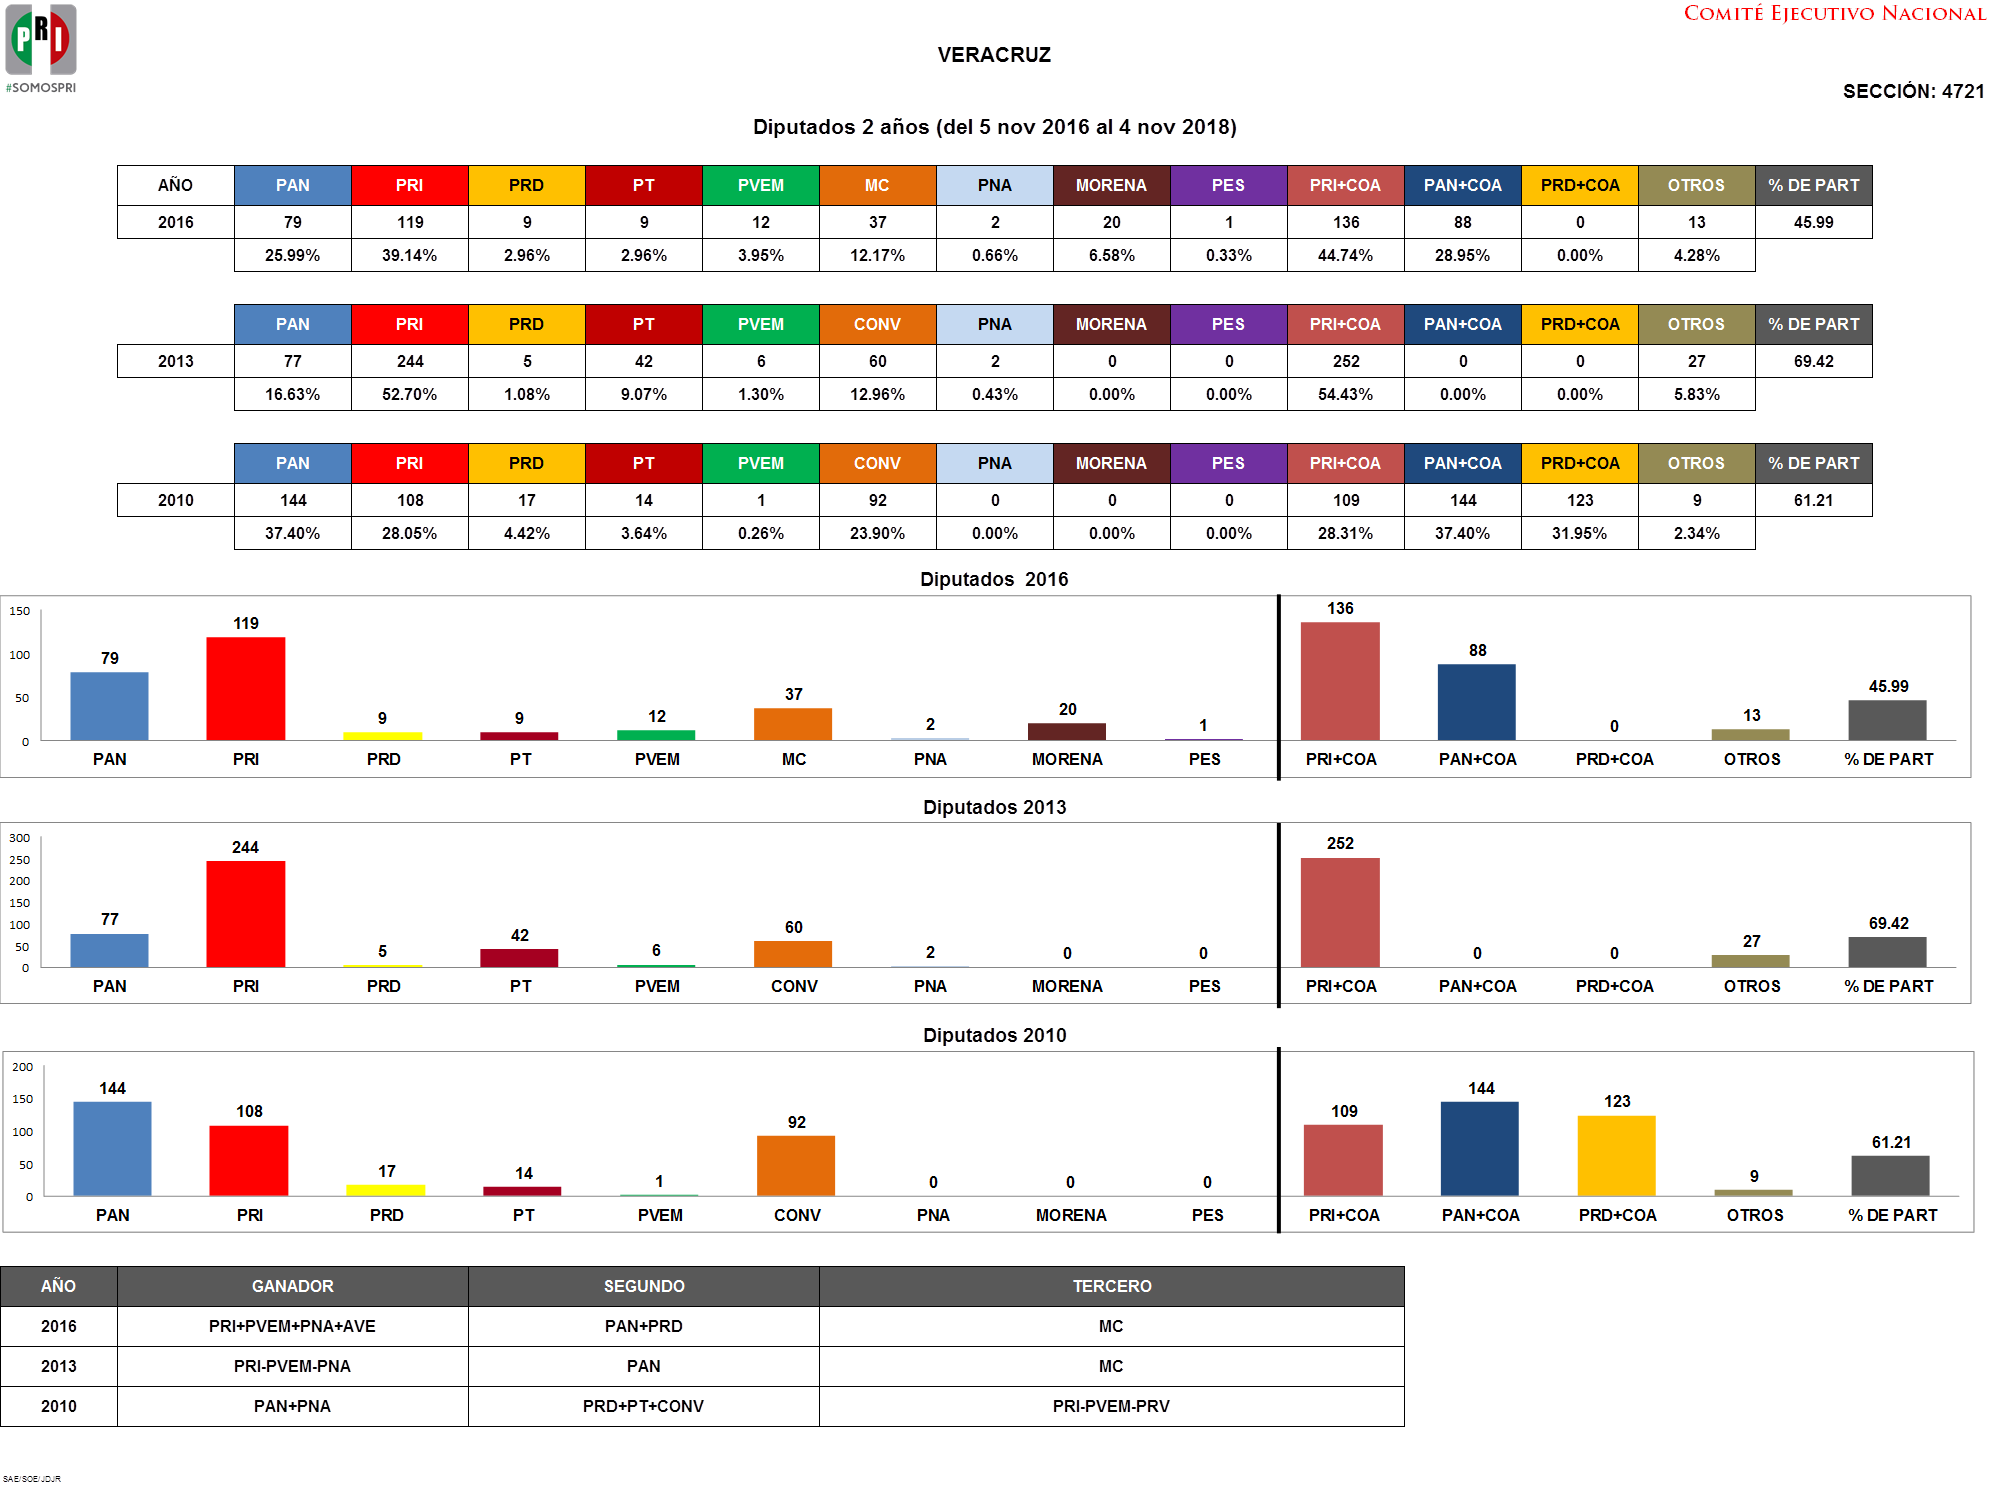 COMITÉ EJECUTIVO NACIONAL
PRI
#SOMOSPRI
VERACRUZ
SECCIÓN: 4721
Diputados 2 años (del 5 nov 2016 al 4 nov 2018)
AÑO PAN PRI PRD PT PVEM MC PNA MORENA PES PRI+COA PAN+COA PRD+COA OTROS % DE PART
2016 79 119 9 9 12 37 2 20 1 136 88 0 13 45.99
25.99% 39.14% 2.96% 2.96% 3.95% 12.17% 0.66% 6.58% 0.33% 44.74% 28.95% 0.00% 4.28%
PAN PRI PRD PT PVEM CONV PNA MORENA PES PRI+COA PAN+COA PRD+COA OTROS % DE PART
2013 77 244 5 42 6 60 2 0 0 252 0 0 27 69.42
16.63% 52.70% 1.08% 9.07% 1.30% 12.96% 0.43% 0.00% 0.00% 54.43% 0.00% 0.00% 5.83%
PAN PRI PRD PT PVEM CONV PNA MORENA PES PRI+COA PAN+COA PRD+COA OTROS % DE PART
2010 144 108 17 14 1 92 0 0 0 109 144 123 9 61.21
37.40% 28.05% 4.42% 3.64% 0.26% 23.90% 0.00% 0.00% 0.00% 28.31% 37.40% 31.95% 2.34%
Diputados 2016
150
100
50
0
79 119 9 9 12 37 2 20 1 136 88 0 13 45.99
PAN PRI PRD PT PVEM MC PNA MORENA PES PRI+COA PAN+COA PRD+COA OTROS % DE PART
Diputados 2013
300
250
200
150
100
50
0
77 244 5 42 6 60 2 0 0 252 0 0 27 69.42
PAN PRI PRD PT PVEM CONV PNA MORENA PES PRI+COA PAN+COA PRD+COA OTROS % DE PART
Diputados 2010
200
150
100
50
0
144 108 17 14 1 92 0 0 0 109 144 123 9 61.21
PAN PRI PRD PT PVEM CONV PNA MORENA PES PRI+COA PAN+COA PRD+COA OTROS % DE PART
AÑO GANADOR SEGUNDO TERCERO
2016 PRI+PVEM+PNA+AVE PAN+PRD MC
2013 PRI-PVEM-PNA PAN MC
2010 PAN+PNA PRD+PT+CONV PRI-PVEM-PRV
SAE/SOE/JDJR